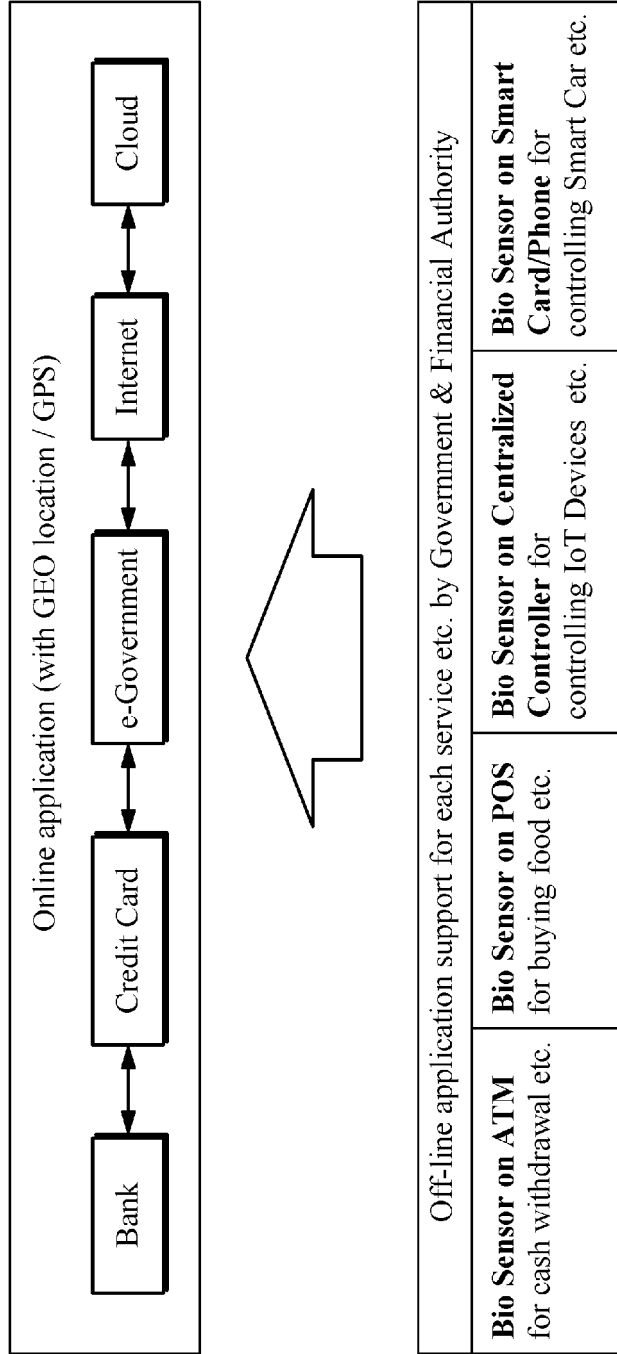 Online application (with GEO location / GPS)
Bank
Credit Card
e-Government
Internet
Cloud
Off-line application support for each service etc. by Government & Financial Authority
Bio Sensor on ATM
for cash withdrawal etc.
Bio Sensor on POS
for buying food etc.
Bio Sensor on Centralized
Controller for
controlling IoT Devices etc.
Bio Sensor on Smart
Card/Phone for
controlling Smart Car etc.